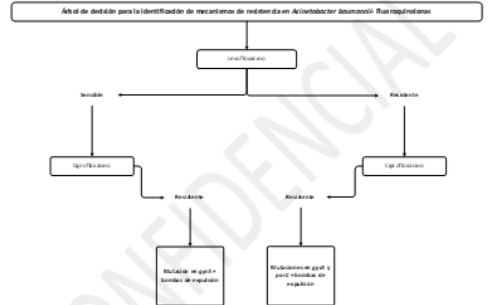 Árbol de decisión para la identificación de mecanismos de resistencia en Acinetobacter baumannii- Fluoroquinolonas
Levofloxacino
Sensible
Resistente
Ciprofloxacino
Ciprofloxacino
Resistente
Resistente
Mutación en gyrA +
bombas de expulsión
Mutaciones en gyrA y
parC + bombas de
expulsión
CONFIDENCIAL